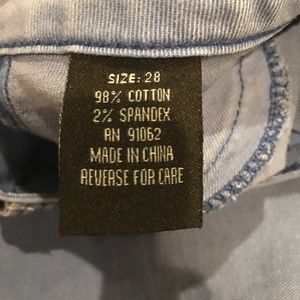 SIZE: 28
98% COTTON
2% SPANDEX
RN 91062
MADE IN CHINA
REVERSE FOR CARE